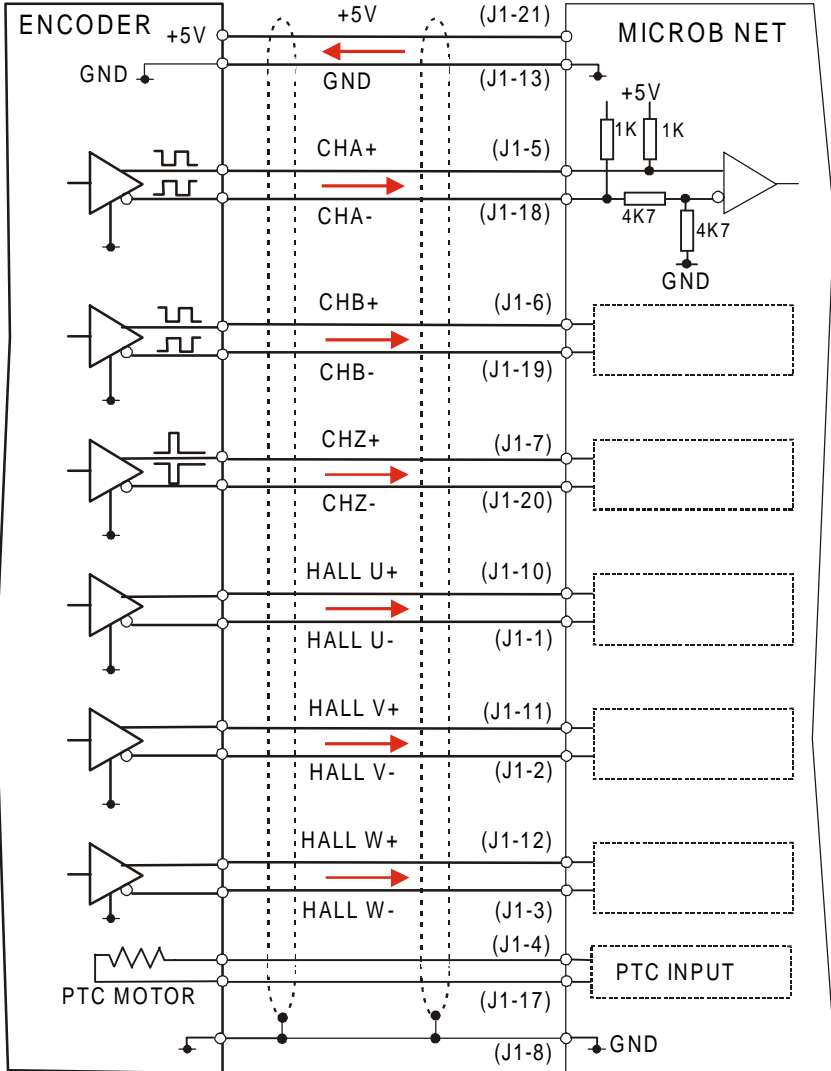 ENCODER
+5V
+5V
(J1-21)
MICROB NET
GND
GND
(J1-13)
+5V
1K
1K
CHA+
(J1-5)
CHA-
(J1-18)
4K7
4K7
GND
CHB+
(J1-6)
CHB-
(J1-19)
CHZ+
(J1-7)
CHZ-
(J1-20)
HALL U+
(J1-10)
HALL U-
(J1-1)
HALL V+
(J1-11)
HALL V-
(J1-2)
HALL W+
(J1-12)
HALL W-
(J1-3)
(J1-4)
PTC INPUT
PTC MOTOR
(J1-17)
GND
(J1-8)